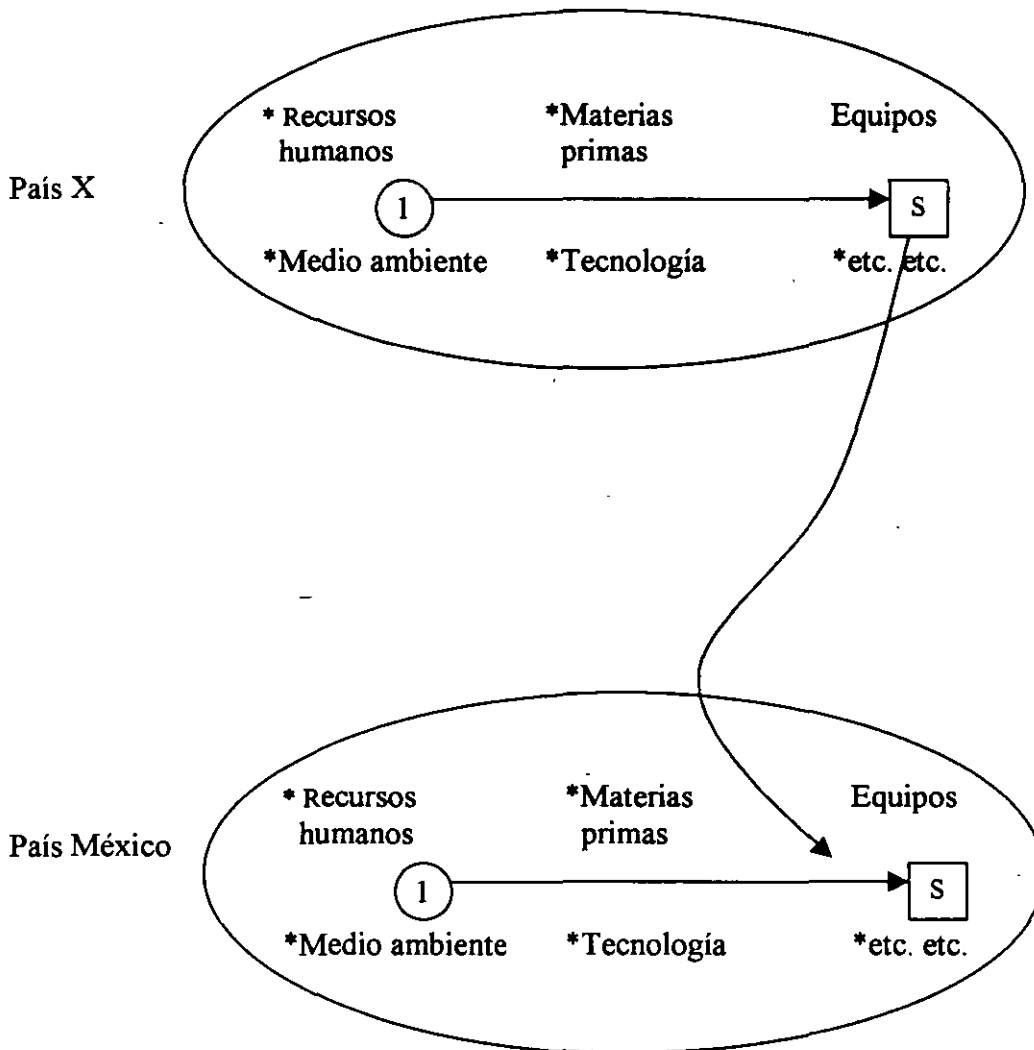 * Recursos
humanos
*Materias
primas
Equipos
País X
1
S
*Medio ambiente
*Tecnología
*etc. etc.
* Recursos
humanos
*Materias
primas
Equipos
País México
1
S
*Medio ambiente
*Tecnología
*etc. etc.